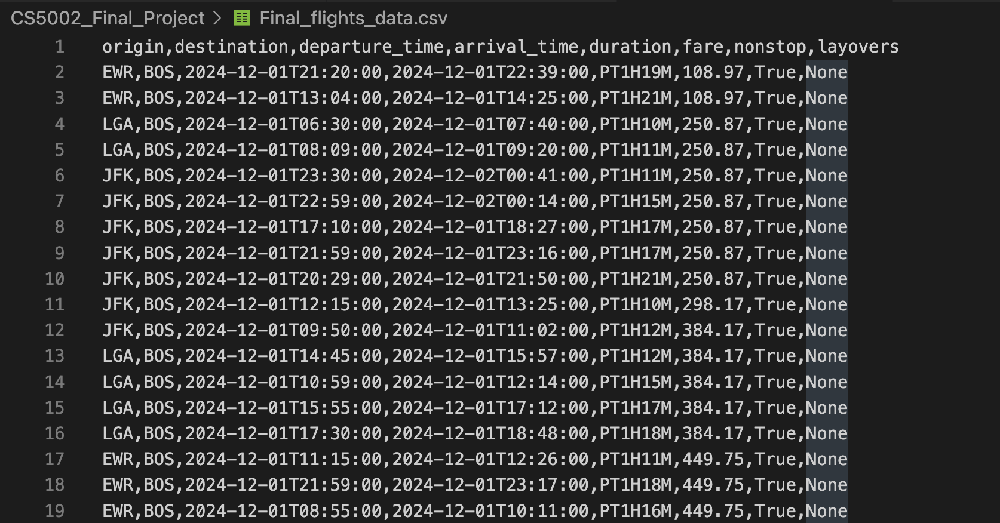 CS5002_Final_Project > Final_flights_data.csv
1 origin,destination,departure_time,arrival_time,duration,fare,nonstop,layovers
2 EWR,BOS,2024-12-01T21:20:00,2024-12-01T22:39:00,PT1H19M,108.97,True,None
3 EWR,BOS,2024-12-01T13:04:00,2024-12-01T14:25:00,PT1H21M,108.97,True,None
4 LGA,BOS,2024-12-01T06:30:00,2024-12-01T07:40:00,PT1H10M,250.87,True,None
5 LGA,BOS,2024-12-01T08:09:00,2024-12-01T09:20:00,PT1H11M,250.87,True,None
6 JFK,BOS,2024-12-01T23:30:00,2024-12-02T00:41:00,PT1H11M,250.87,True,None
7 JFK,BOS,2024-12-01T22:59:00,2024-12-02T00:14:00,PT1H15M,250.87,True,None
8 JFK,BOS,2024-12-01T17:10:00,2024-12-01T18:27:00,PT1H17M,250.87,True,None
9 JFK,BOS,2024-12-01T21:59:00,2024-12-01T23:16:00,PT1H17M,250.87,True,None
10 JFK,BOS,2024-12-01T20:29:00,2024-12-01T21:50:00,PT1H21M,250.87,True,None
11 JFK,BOS,2024-12-01T12:15:00,2024-12-01T13:25:00,PT1H10M,298.17,True,None
12 JFK,BOS,2024-12-01T09:50:00,2024-12-01T11:02:00,PT1H12M,384.17,True,None
13 LGA,BOS,2024-12-01T14:45:00,2024-12-01T15:57:00,PT1H12M,384.17,True,None
14 LGA,BOS,2024-12-01T10:59:00,2024-12-01T12:14:00,PT1H15M,384.17,True,None
15 LGA,BOS,2024-12-01T15:55:00,2024-12-01T17:12:00,PT1H17M,384.17,True,None
16 LGA,BOS,2024-12-01T17:30:00,2024-12-01T18:48:00,PT1H18M,384.17,True,None
17 EWR,BOS,2024-12-01T11:15:00,2024-12-01T12:26:00,PT1H11M,449.75,True,None
18 EWR,BOS,2024-12-01T21:59:00,2024-12-01T23:17:00,PT1H18M,449.75,True,None
19 EWR,BOS,2024-12-01T08:55:00,2024-12-01T10:11:00,PT1H16M,449.75,True,None